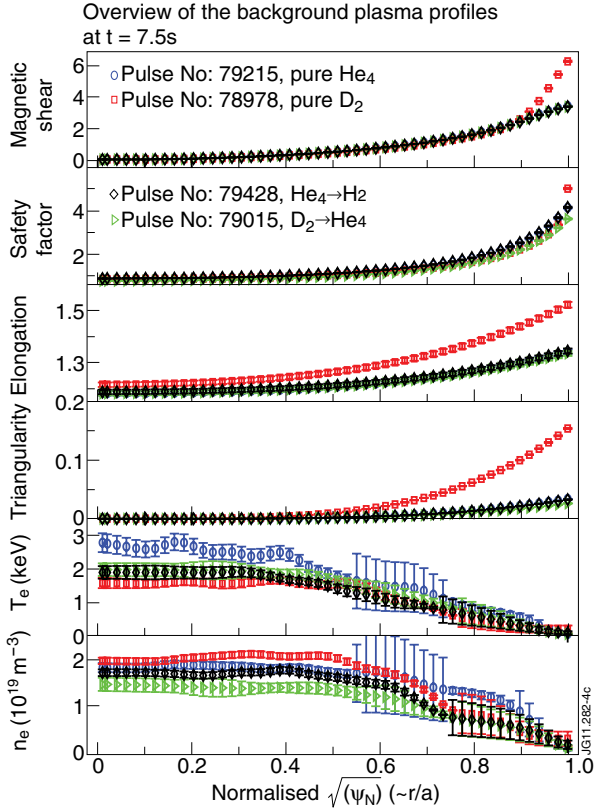 Overview of the background plasma profiles
at t = 7.5s
Magnetic
shear
6
4
2
0
Pulse No: 79215, pure He4
Pulse No: 78978, pure D2
Safety
factor
4
2
Pulse No: 79428, He4→H2
Pulse No: 79015, D2→He4
Elongation
1.5
1.3
Triangularity
0.2
0.1
0
Te (keV)
3
2
1
0
ne (10^19 m^-3)
2
1
0
0 0.2 0.4 0.6 0.8 1.0
Normalised √(ψN) (~r/a)
JG11.282-4c